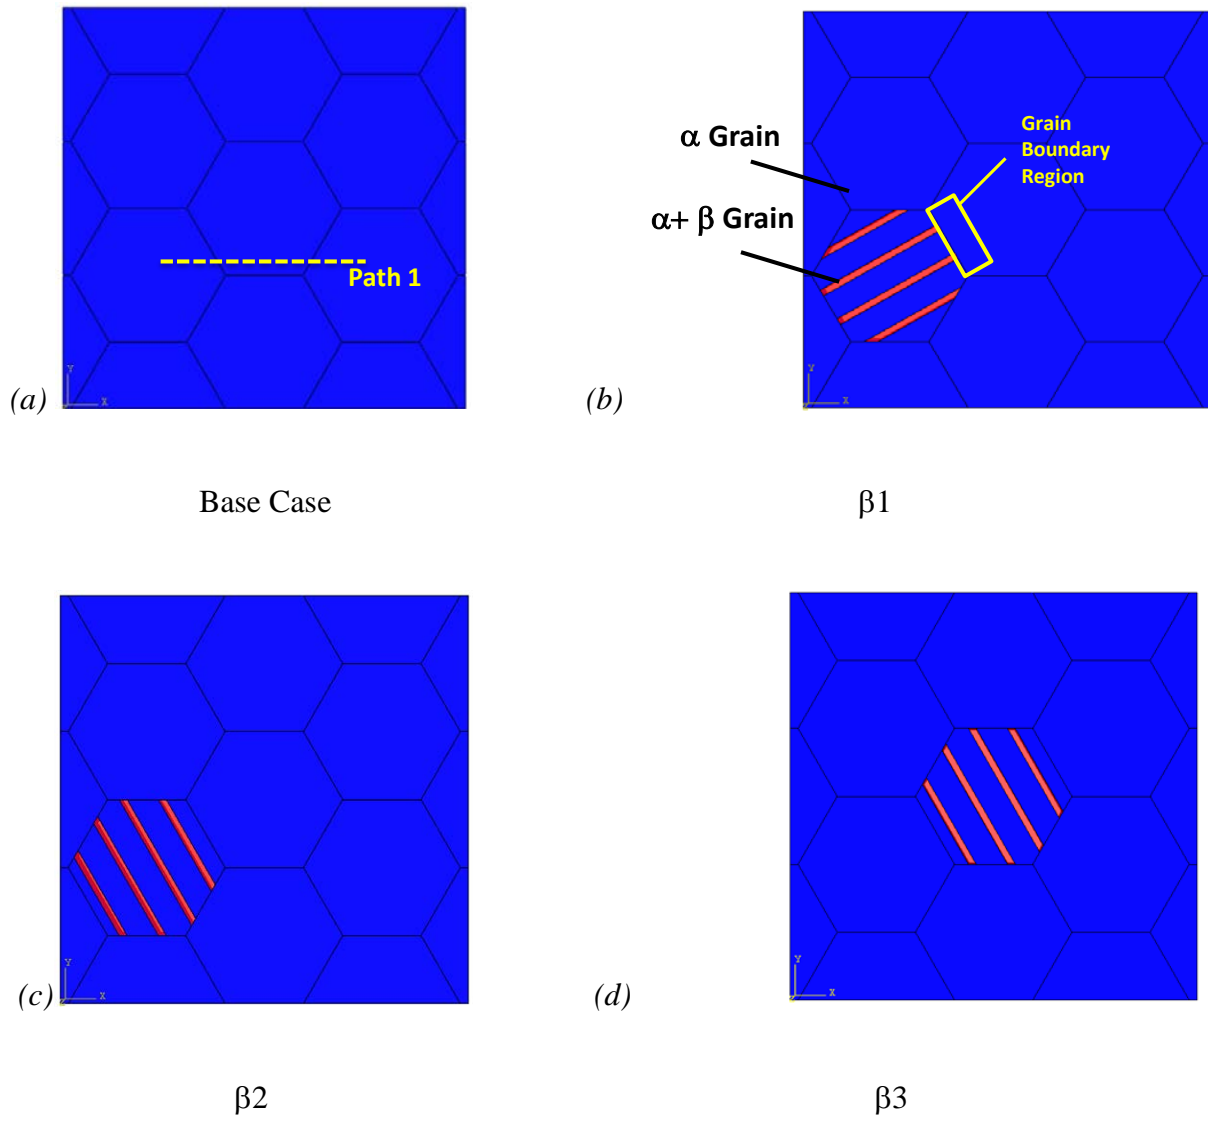 Path 1
Y
X
(a)
Base Case
α Grain
α+ β Grain
Grain
Boundary
Region
Y
X
(b)
β1
Y
X
(c)
β2
Y
X
(d)
β3